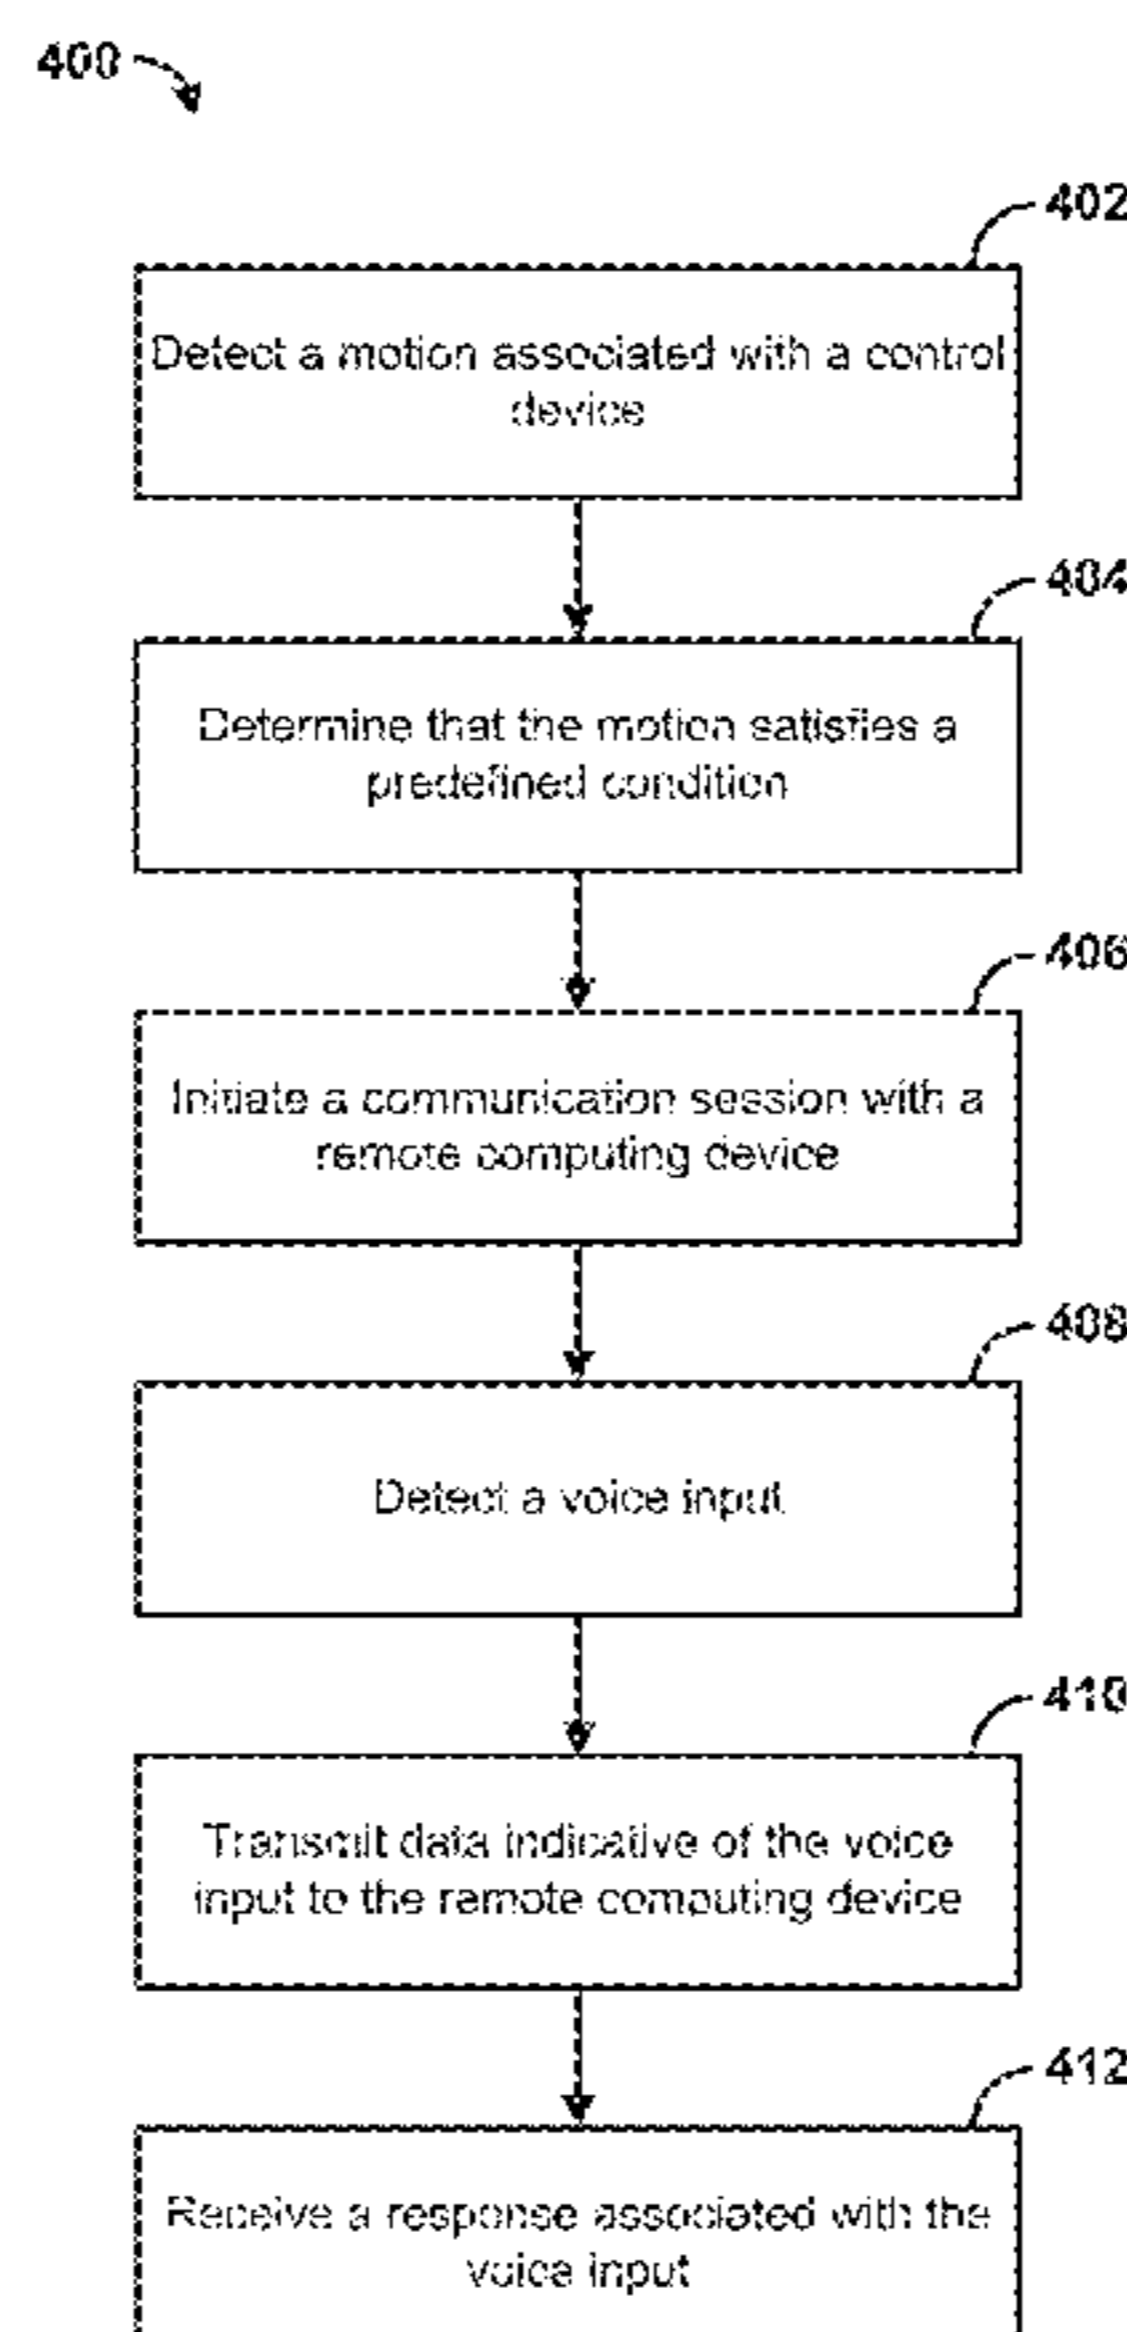 400
402
Detect a motion associated with a control
device
404
Determine that the motion satisfies a
predefined condition
406
Initiate a communication session with a
remote computing device
408
Detect a voice input
410
Transmit data indicative of the voice
input to the remote computing device
412
Receive a response associated with the
voice input